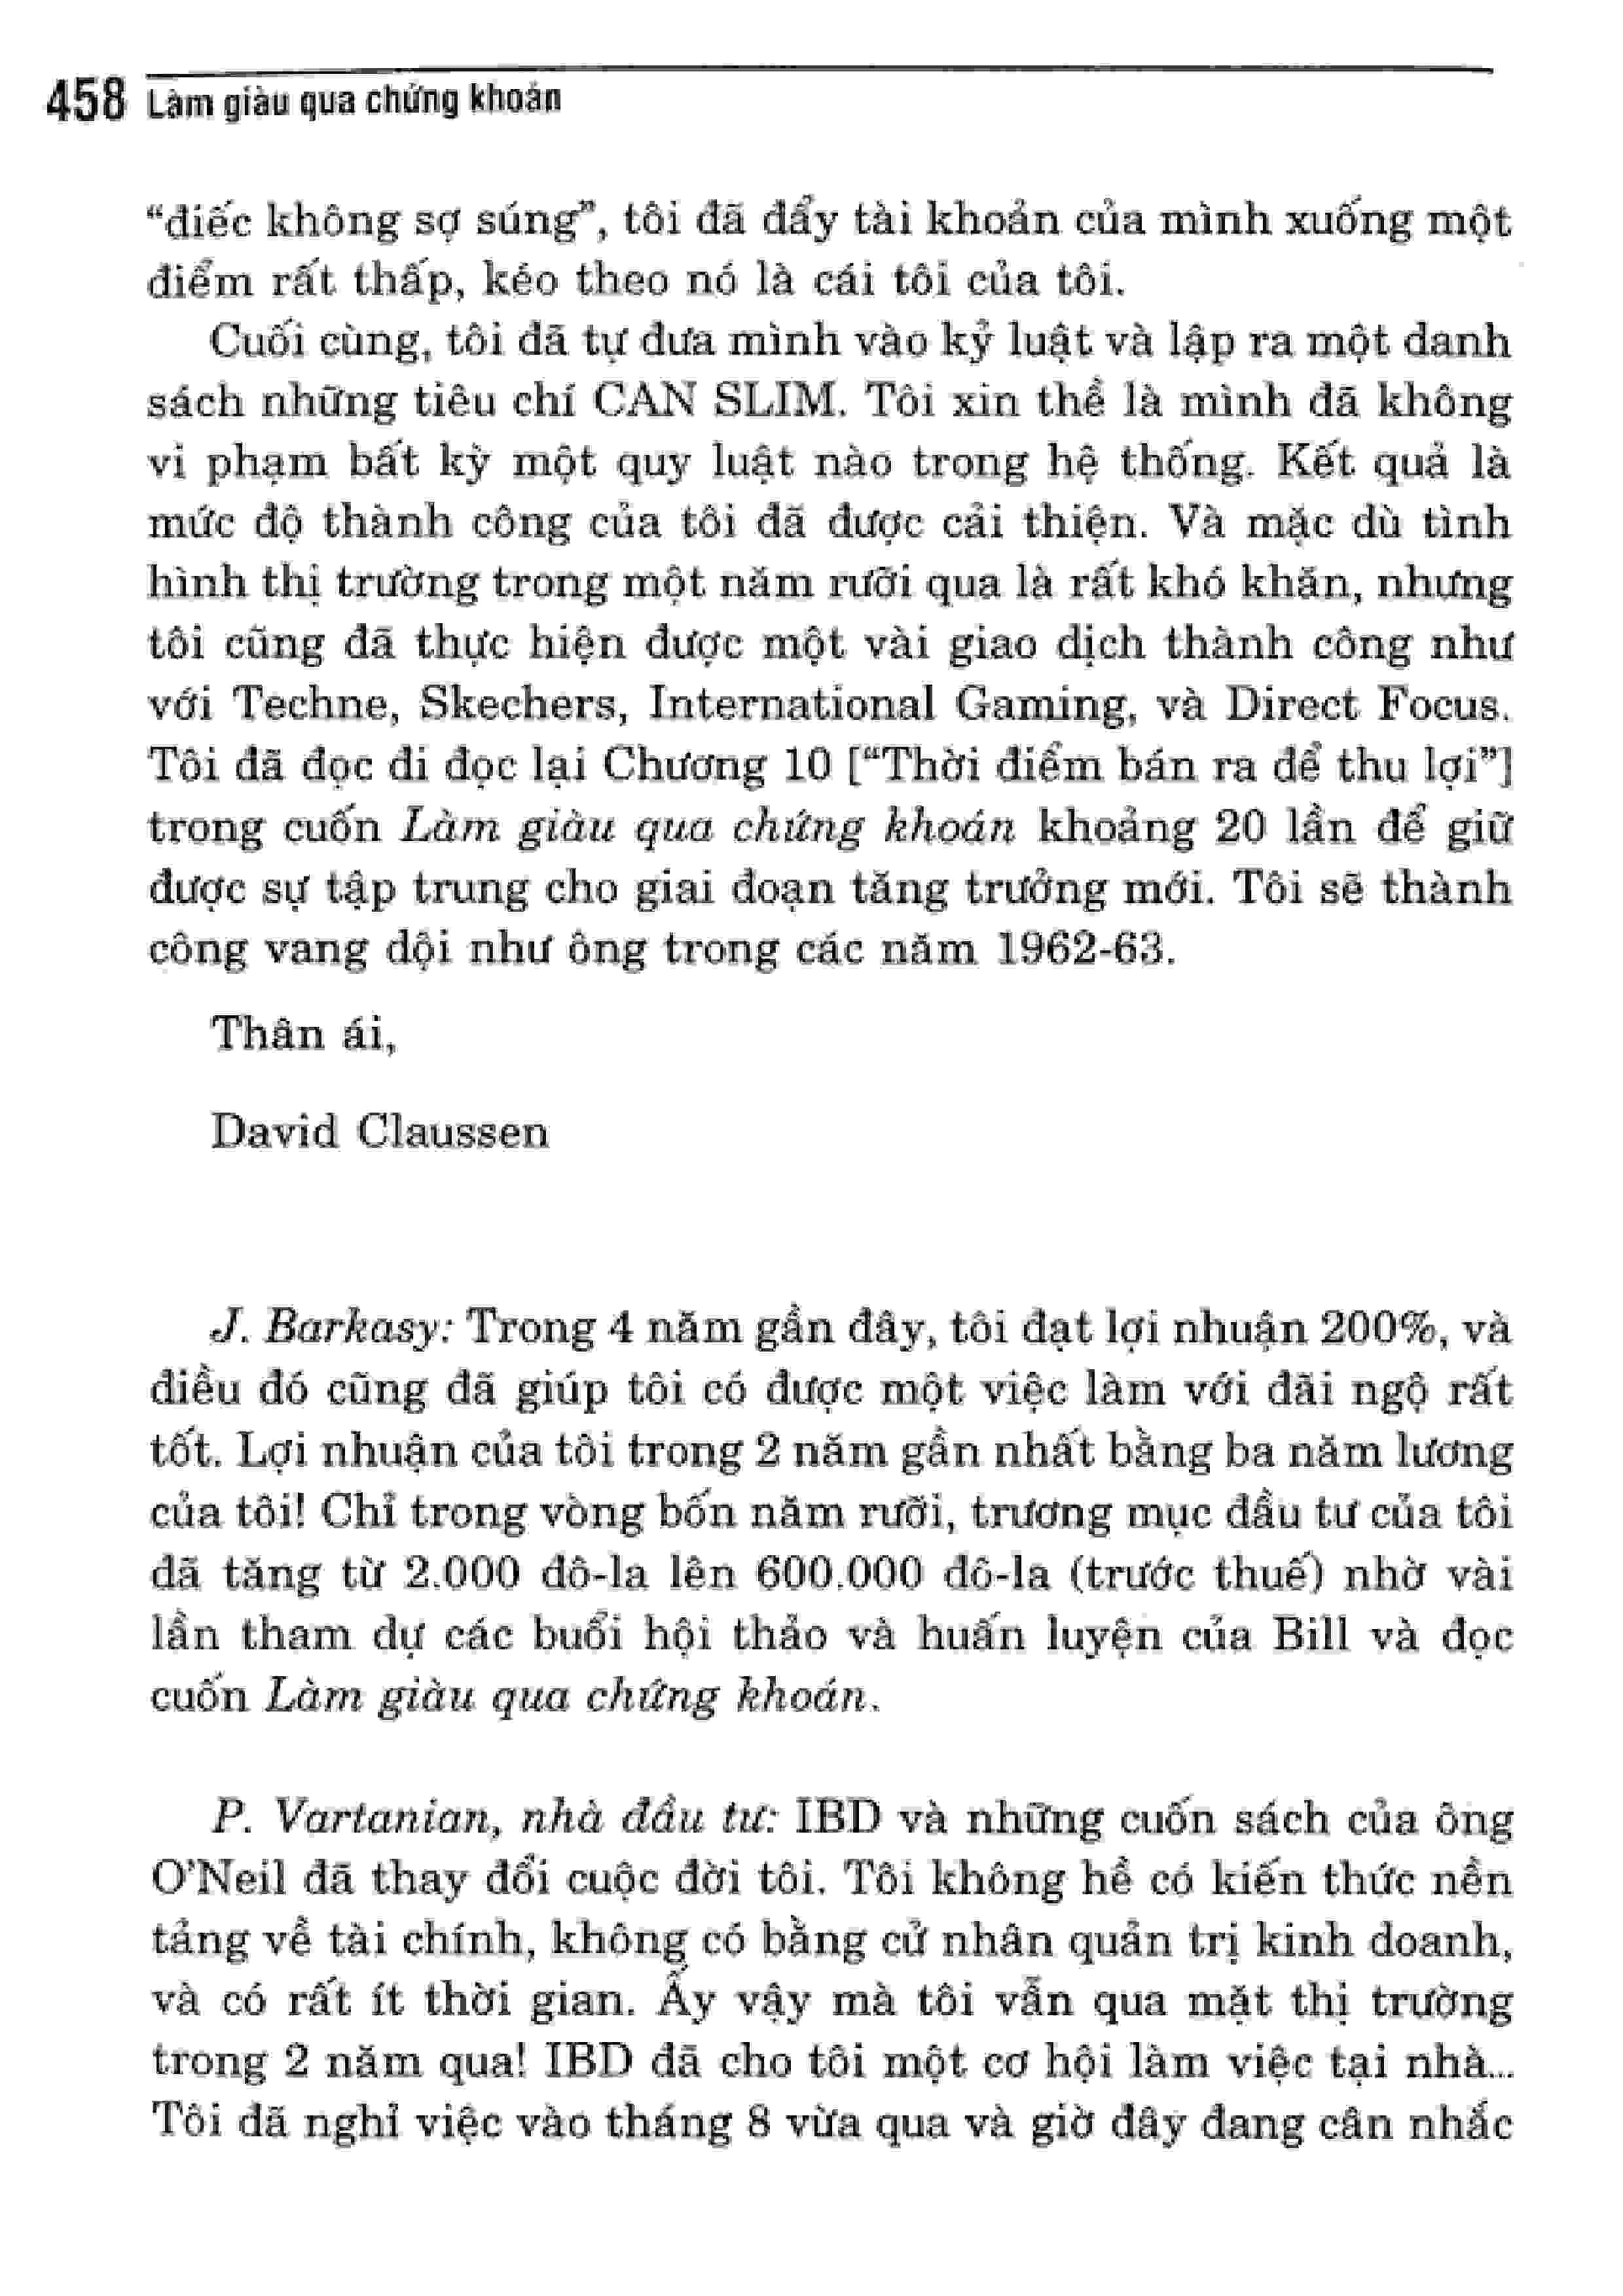 458 Làm giàu qua chứng khoán
“điếc không sợ súng”, tôi đã đẩy tài khoản của mình xuống một
điểm rất thấp, kéo theo nó là cái tôi của tôi.
Cuối cùng, tôi đã tự đưa mình vào kỷ luật và lập ra một danh
sách những tiêu chí CAN SLIM. Tôi xin thề là mình đã không
vi phạm bất kỳ một quy luật nào trong hệ thống. Kết quả là
mức độ thành công của tôi đã được cải thiện. Và mặc dù tình
hình thị trường trong một năm rưỡi qua là rất khó khăn, nhưng
tôi cũng đã thực hiện được một vài giao dịch thành công như
với Techne, Skechers, International Gaming, và Direct Focus.
Tôi đã đọc đi đọc lại Chương 10 [“Thời điểm bán ra để thu lợi”]
trong cuốn Làm giàu qua chứng khoán khoảng 20 lần để giữ
được sự tập trung cho giai đoạn tăng trưởng mới. Tôi sẽ thành
công vang dội như ông trong các năm 1962-63.
Thân ái,
David Claussen
J. Barkasy: Trong 4 năm gần đây, tôi đạt lợi nhuận 200%, và
điều đó cũng đã giúp tôi có được một việc làm với đãi ngộ rất
tốt. Lợi nhuận của tôi trong 2 năm gần nhất bằng ba năm lương
của tôi! Chỉ trong vòng bốn năm rưỡi, trương mục đầu tư của tôi
đã tăng từ 2.000 đô-la lên 600.000 đô-la (trước thuế) nhờ vài
lần tham dự các buổi hội thảo và huấn luyện của Bill và đọc
cuốn Làm giàu qua chứng khoán.
P. Vartanian, nhà đầu tư: IBD và những cuốn sách của ông
O’Neil đã thay đổi cuộc đời tôi. Tôi không hề có kiến thức nền
tảng về tài chính, không có bằng cử nhân quản trị kinh doanh,
và có rất ít thời gian. Ấy vậy mà tôi vẫn qua mặt thị trường
trong 2 năm qua! IBD đã cho tôi một cơ hội làm việc tại nhà...
Tôi đã nghỉ việc vào tháng 8 vừa qua và giờ đây đang cân nhắc